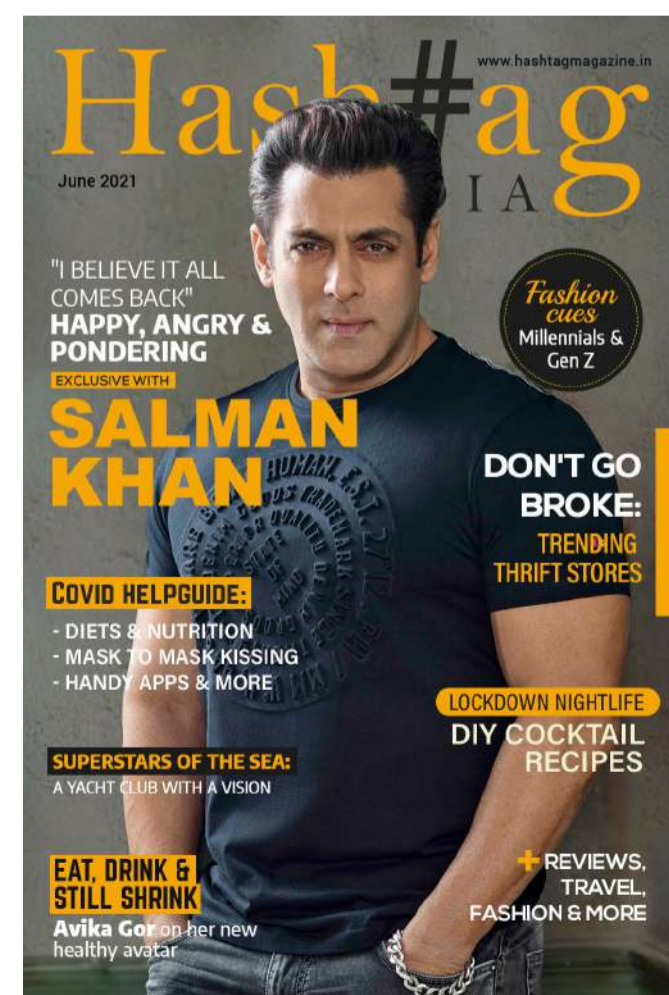 www.hashtagmagazine.in
Hash#ag
June 2021
IA
"I BELIEVE IT ALL
COMES BACK"
HAPPY, ANGRY &
PONDERING
EXCLUSIVE WITH
SALMAN
KHAN
Fashion
cues
Millennials &
Gen Z
DON'T GO
BROKE:
TRENDING
THRIFT STORES
COVID HELPGUIDE:
- DIETS & NUTRITION
- MASK TO MASK KISSING
- HANDY APPS & MORE
LOCKDOWN NIGHTLIFE
DIY COCKTAIL
RECIPES
SUPERSTARS OF THE SEA:
A YACHT CLUB WITH A VISION
EAT, DRINK &
STILL SHRINK
Avika Gor on her new
healthy avatar
+ REVIEWS,
TRAVEL,
FASHION & MORE